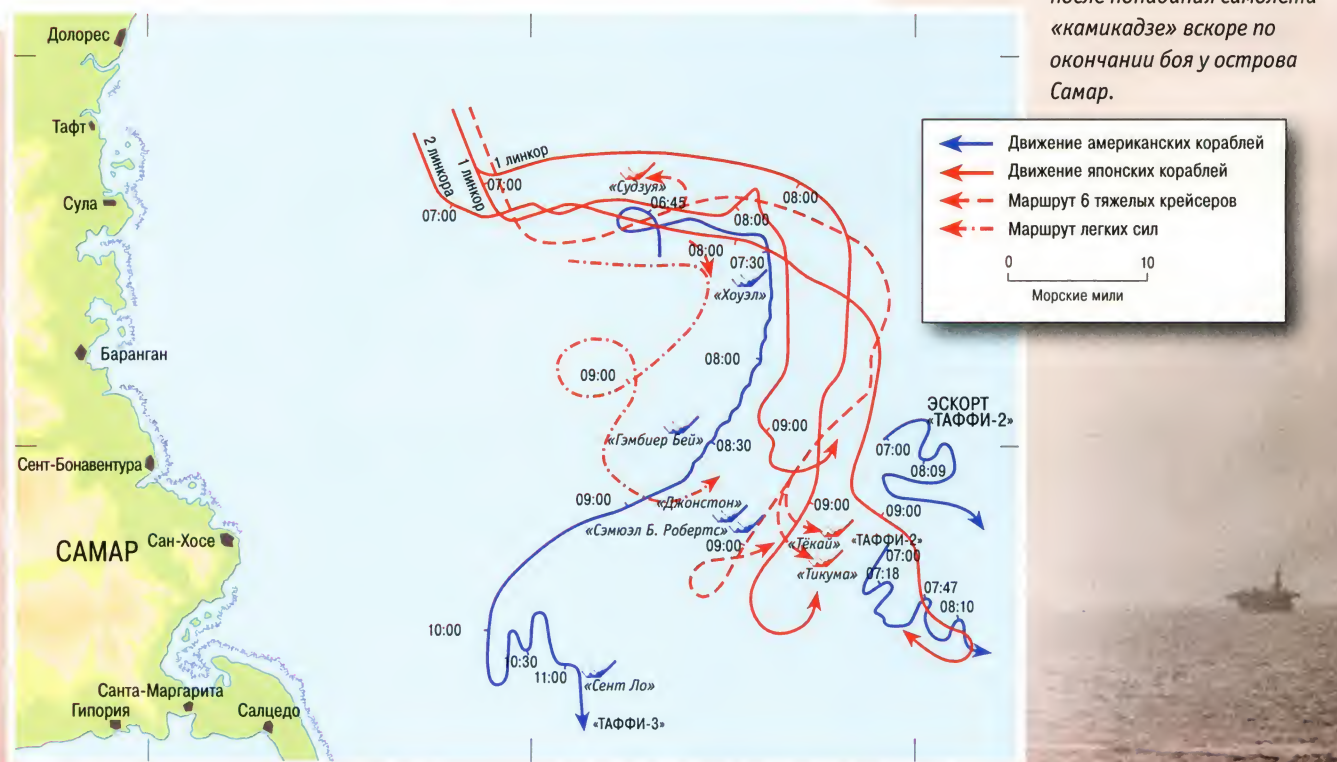 после попадания самолета
«камикадзе» вскоре по
окончании боя у острова
Самар.
Движение американских кораблей
Движение японских кораблей
Маршрут 6 тяжелых крейсеров
Маршрут легких сил
0 10
Морские мили
Долорес
Тафт
Сула
Баранган
Сент-Бонавентура
САМАР
Сан-Хосе
Санта-Маргарита
Гипория
Салцедо
2 линкора
1 линкор
1 линкор
07:00
07:00
«Судзуя»
06:45
08:00
08:00
08:00
07:30
«Хоуэл»
08:00
09:00
«Гэмбиер Бей»
08:30
09:00
ЭСКОРТ
«ТАФФИ-2»
07:00
08:09
09:00
«Джонстон»
«Сэмюэл Б. Робертс»
09:00
09:00
09:00
«Тёкай»
«Тикума»
«ТАФФИ-2»
07:00
07:18
07:47
08:10
10:00
10:30
11:00
«Сент Ло»
«ТАФФИ-3»